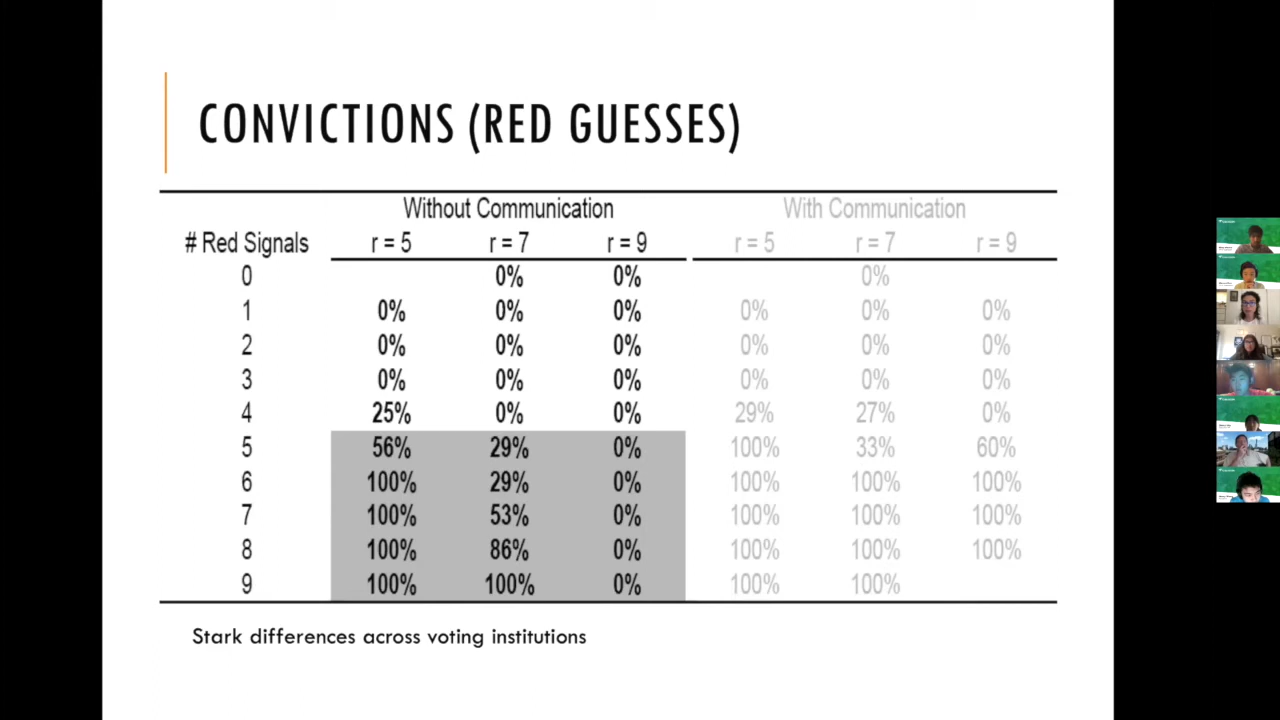 CONVICTIONS (RED GUESSES)
Without Communication With Communication
# Red Signals r = 5 r = 7 r = 9 r = 5 r = 7 r = 9
0 0% 0% 0%
1 0% 0% 0% 0% 0% 0%
2 0% 0% 0% 0% 0% 0%
3 0% 0% 0% 0% 0% 0%
4 25% 0% 0% 29% 27% 0%
5 56% 29% 0% 100% 33% 60%
6 100% 29% 0% 100% 100% 100%
7 100% 53% 0% 100% 100% 100%
8 100% 86% 0% 100% 100% 100%
9 100% 100% 0% 100% 100%
Stark differences across voting institutions